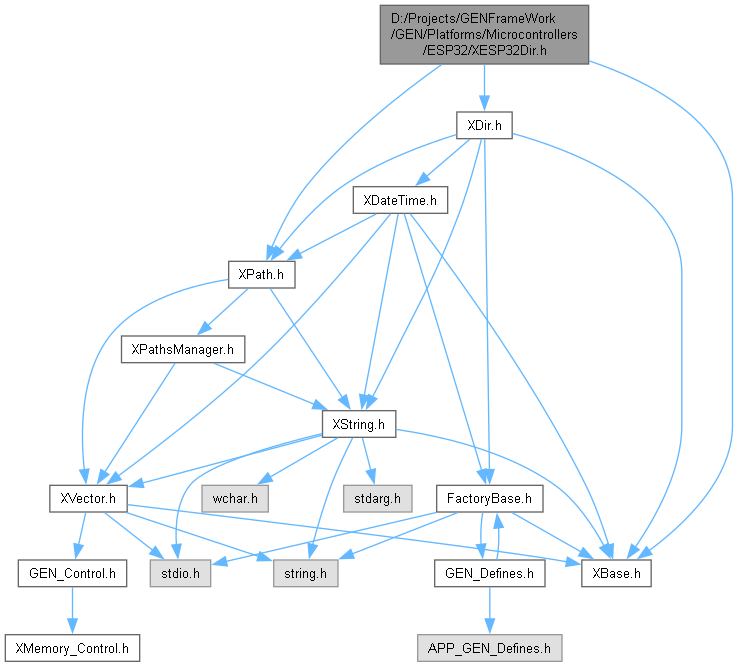 D:/Projects/GENFrameWork
/GEN/Platforms/Microcontrollers
/ESP32/XESP32Dir.h
XDir.h
XDateTime.h
XPath.h
XPathsManager.h
XString.h
XVector.h
wchar.h
stdarg.h
FactoryBase.h
GEN_Control.h
stdio.h
string.h
GEN_Defines.h
XBase.h
XMemory_Control.h
APP_GEN_Defines.h